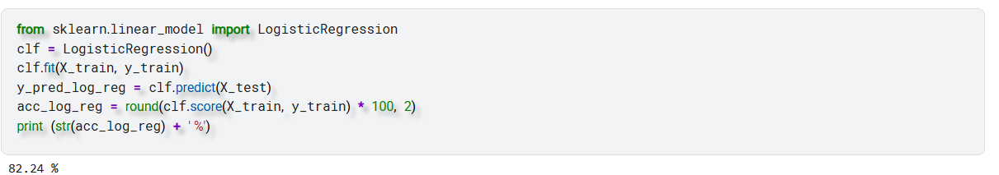 from sklearn.linear_model import LogisticRegression
clf = LogisticRegression()
clf.fit(X_train, y_train)
y_pred_log_reg = clf.predict(X_test)
acc_log_reg = round(clf.score(X_train, y_train) * 100, 2)
print (str(acc_log_reg) + ' %')
82.24 %